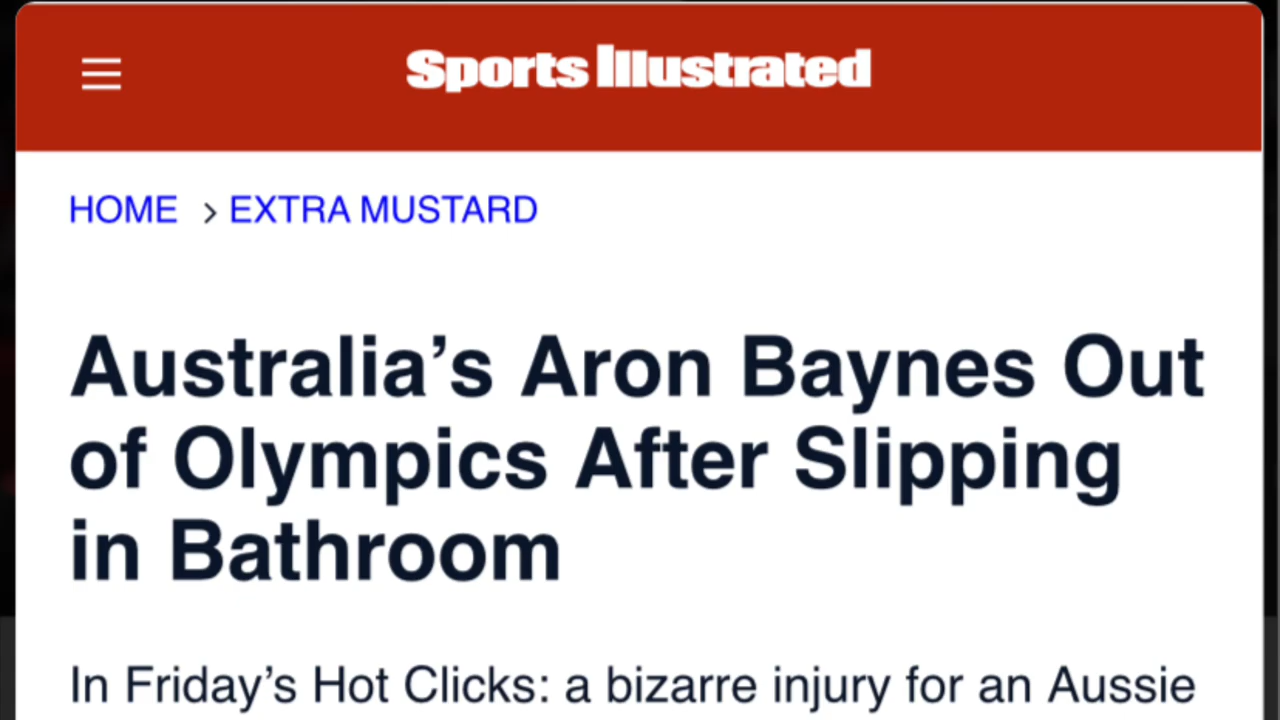 Sports Illustrated
HOME > EXTRA MUSTARD
Australia’s Aron Baynes Out
of Olympics After Slipping
in Bathroom
In Friday’s Hot Clicks: a bizarre injury for an Aussie